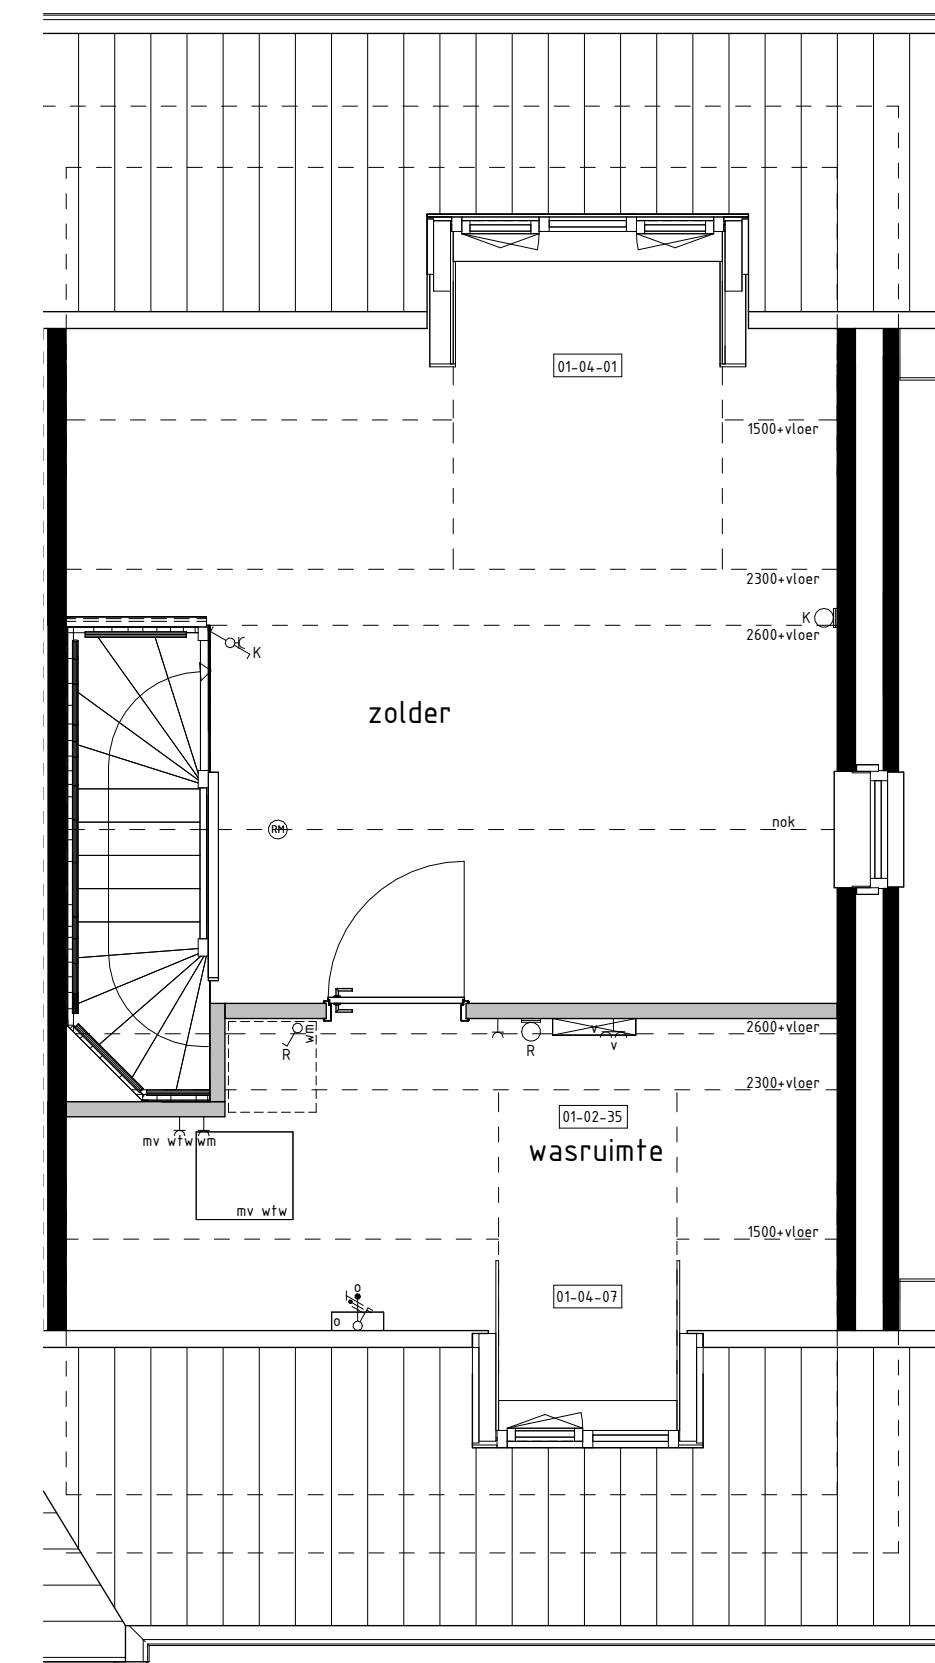 01-04-01
1500+vloer
2300+vloer
K
2600+vloer
K
zolder
RM
nok
wm
R
R
v
v
2600+vloer
2300+vloer
01-02-35
mv wtw wm
wasruimte
mv wtw
1500+vloer
o
01-04-07
o